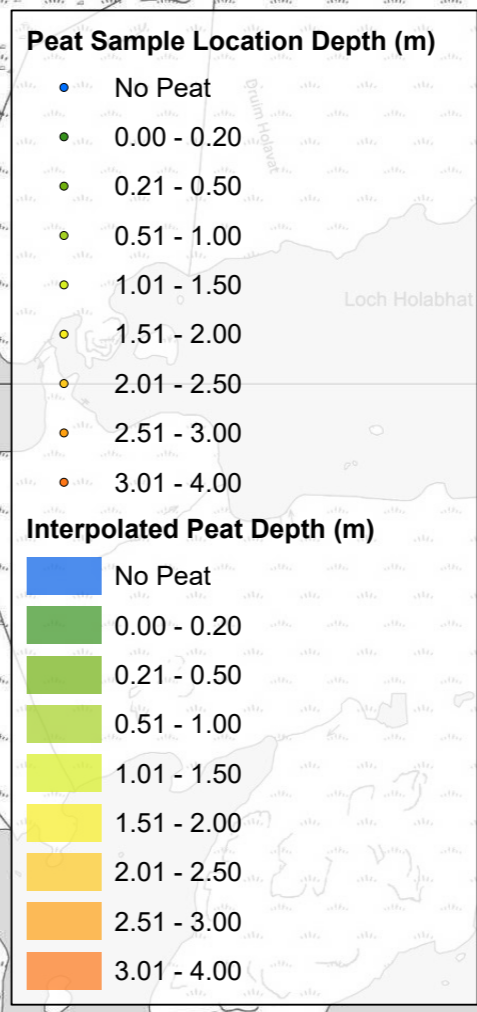 Peat Sample Location Depth (m)
No Peat
0.00 - 0.20
0.21 - 0.50
0.51 - 1.00
1.01 - 1.50
1.51 - 2.00
2.01 - 2.50
2.51 - 3.00
3.01 - 4.00
Druim Holavat
Loch Holabhat
Interpolated Peat Depth (m)
No Peat
0.00 - 0.20
0.21 - 0.50
0.51 - 1.00
1.01 - 1.50
1.51 - 2.00
2.01 - 2.50
2.51 - 3.00
3.01 - 4.00